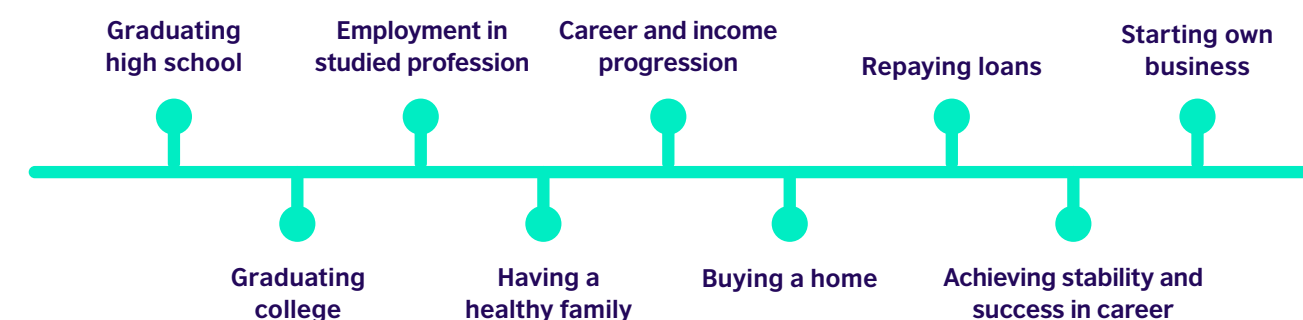 Graduating
high school
Employment in
studied profession
Career and income
progression
Repaying loans
Starting own
business
Graduating
college
Having a
healthy family
Buying a home
Achieving stability and
success in career